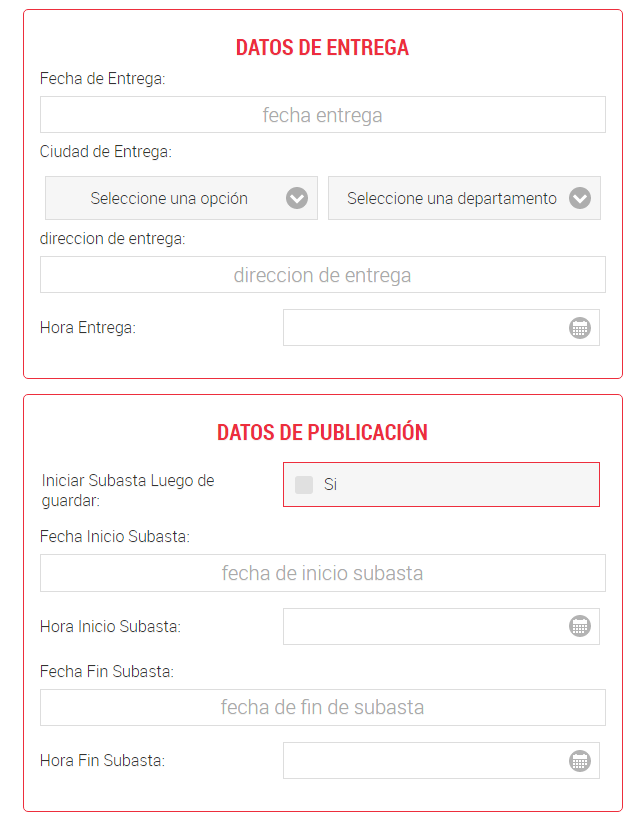 DATOS DE ENTREGA
Fecha de Entrega:
fecha entrega
Ciudad de Entrega:
Seleccione una opción Seleccione una departamento
direccion de entrega:
direccion de entrega
Hora Entrega:
DATOS DE PUBLICACIÓN
Iniciar Subasta Luego de
guardar:
Si
Fecha Inicio Subasta:
fecha de inicio subasta
Hora Inicio Subasta:
Fecha Fin Subasta:
fecha de fin de subasta
Hora Fin Subasta: